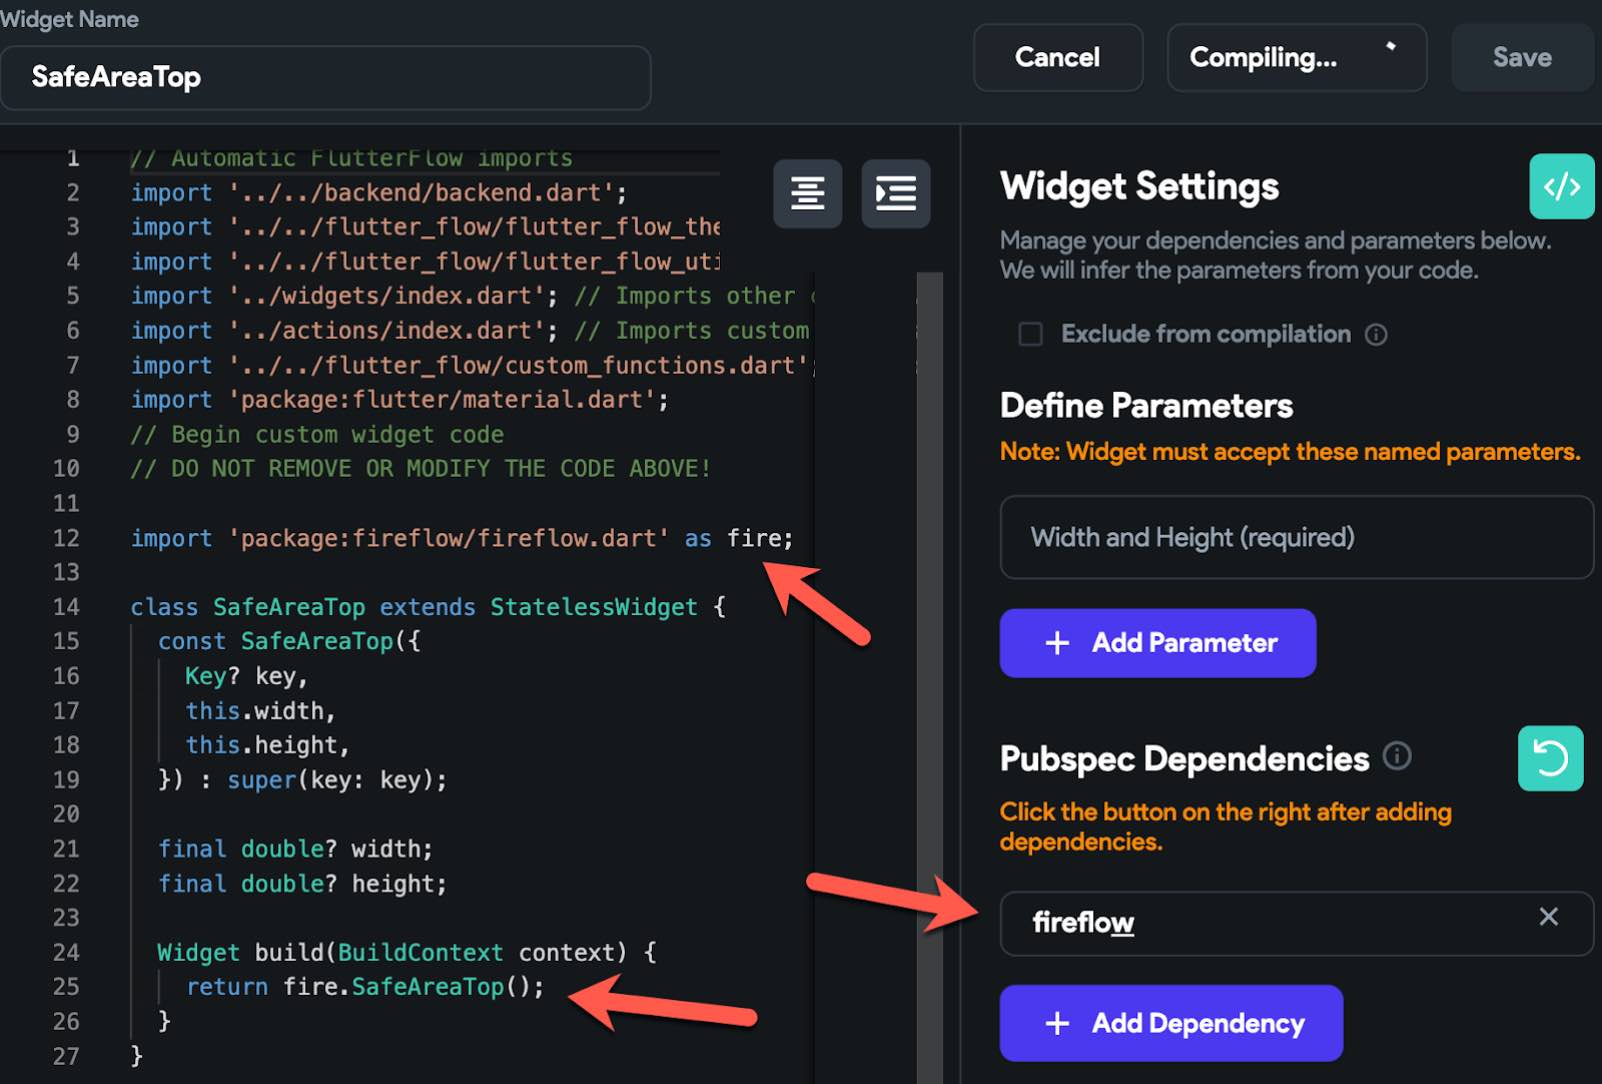 Widget Name
SafeAreaTop
Cancel
Compiling...
Save
1 // Automatic FlutterFlow imports
2 import '../../backend/backend.dart';
3 import '../../flutter_flow/flutter_flow_the
4 import '../../flutter_flow/flutter_flow_uti
5 import '../widgets/index.dart'; // Imports other
6 import '../actions/index.dart'; // Imports custom
7 import '../../flutter_flow/custom_functions.dart';
8 import 'package:flutter/material.dart';
9 // Begin custom widget code
10 // DO NOT REMOVE OR MODIFY THE CODE ABOVE!
11
12 import 'package:fireflow/fireflow.dart' as fire;
13
14 class SafeAreaTop extends StatelessWidget {
15 const SafeAreaTop({
16 Key? key,
17 this.width,
18 this.height,
19 }) : super(key: key);
20
21 final double? width;
22 final double? height;
23
24 Widget build(BuildContext context) {
25 return fire.SafeAreaTop();
26 }
27 }
Widget Settings
</>
Manage your dependencies and parameters below.
We will infer the parameters from your code.
Exclude from compilation
Define Parameters
Note: Widget must accept these named parameters.
Width and Height (required)
+ Add Parameter
Pubspec Dependencies
Click the button on the right after adding
dependencies.
fireflow
+ Add Dependency